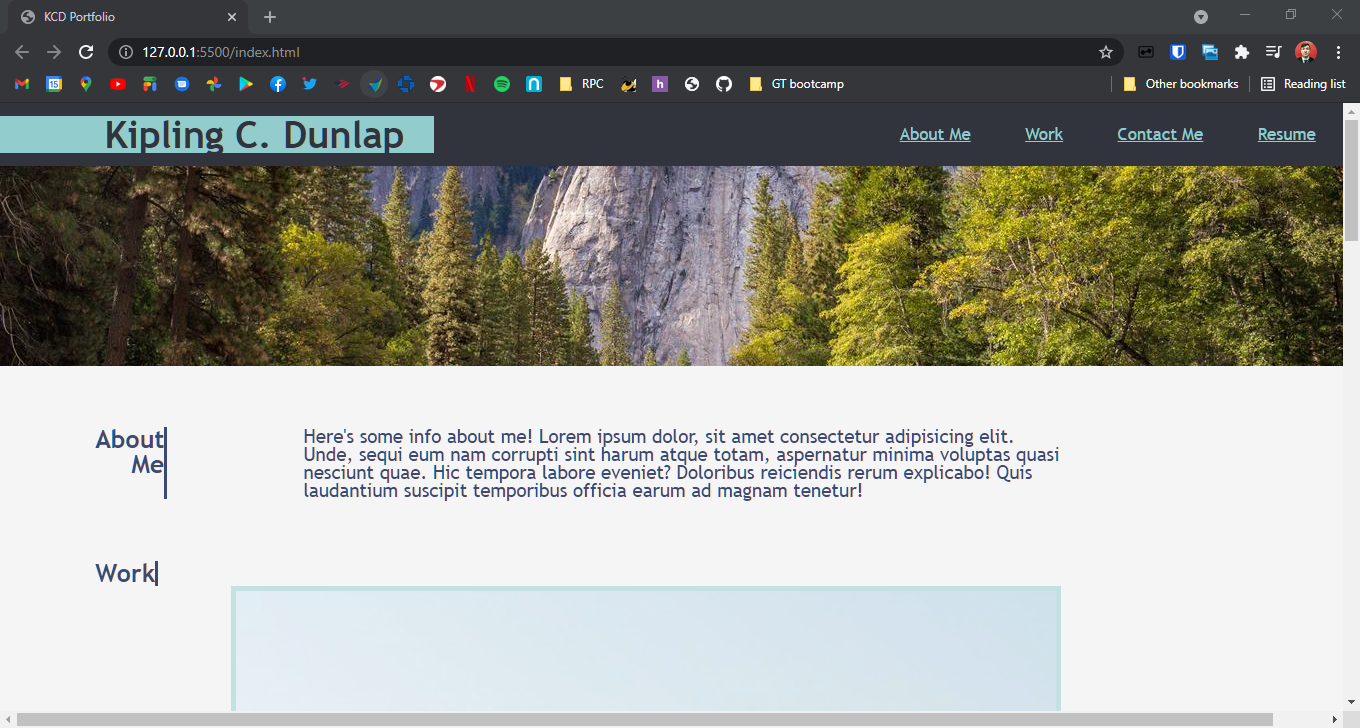 KCD Portfolio
127.0.0.1:5500/index.html
15
RPC
h
GT bootcamp
Other bookmarks
Reading list
Kipling C. Dunlap
About Me
Work
Contact Me
Resume
About
Me
Here's some info about me! Lorem ipsum dolor, sit amet consectetur adipisicing elit.
Unde, sequi eum nam corrupti sint harum atque totam, aspernatur minima voluptas quasi
nesciunt quae. Hic tempora labore eveniet? Doloribus reiciendis rerum explicabo! Quis
laudantium suscipit temporibus officia earum ad magnam tenetur!
Work